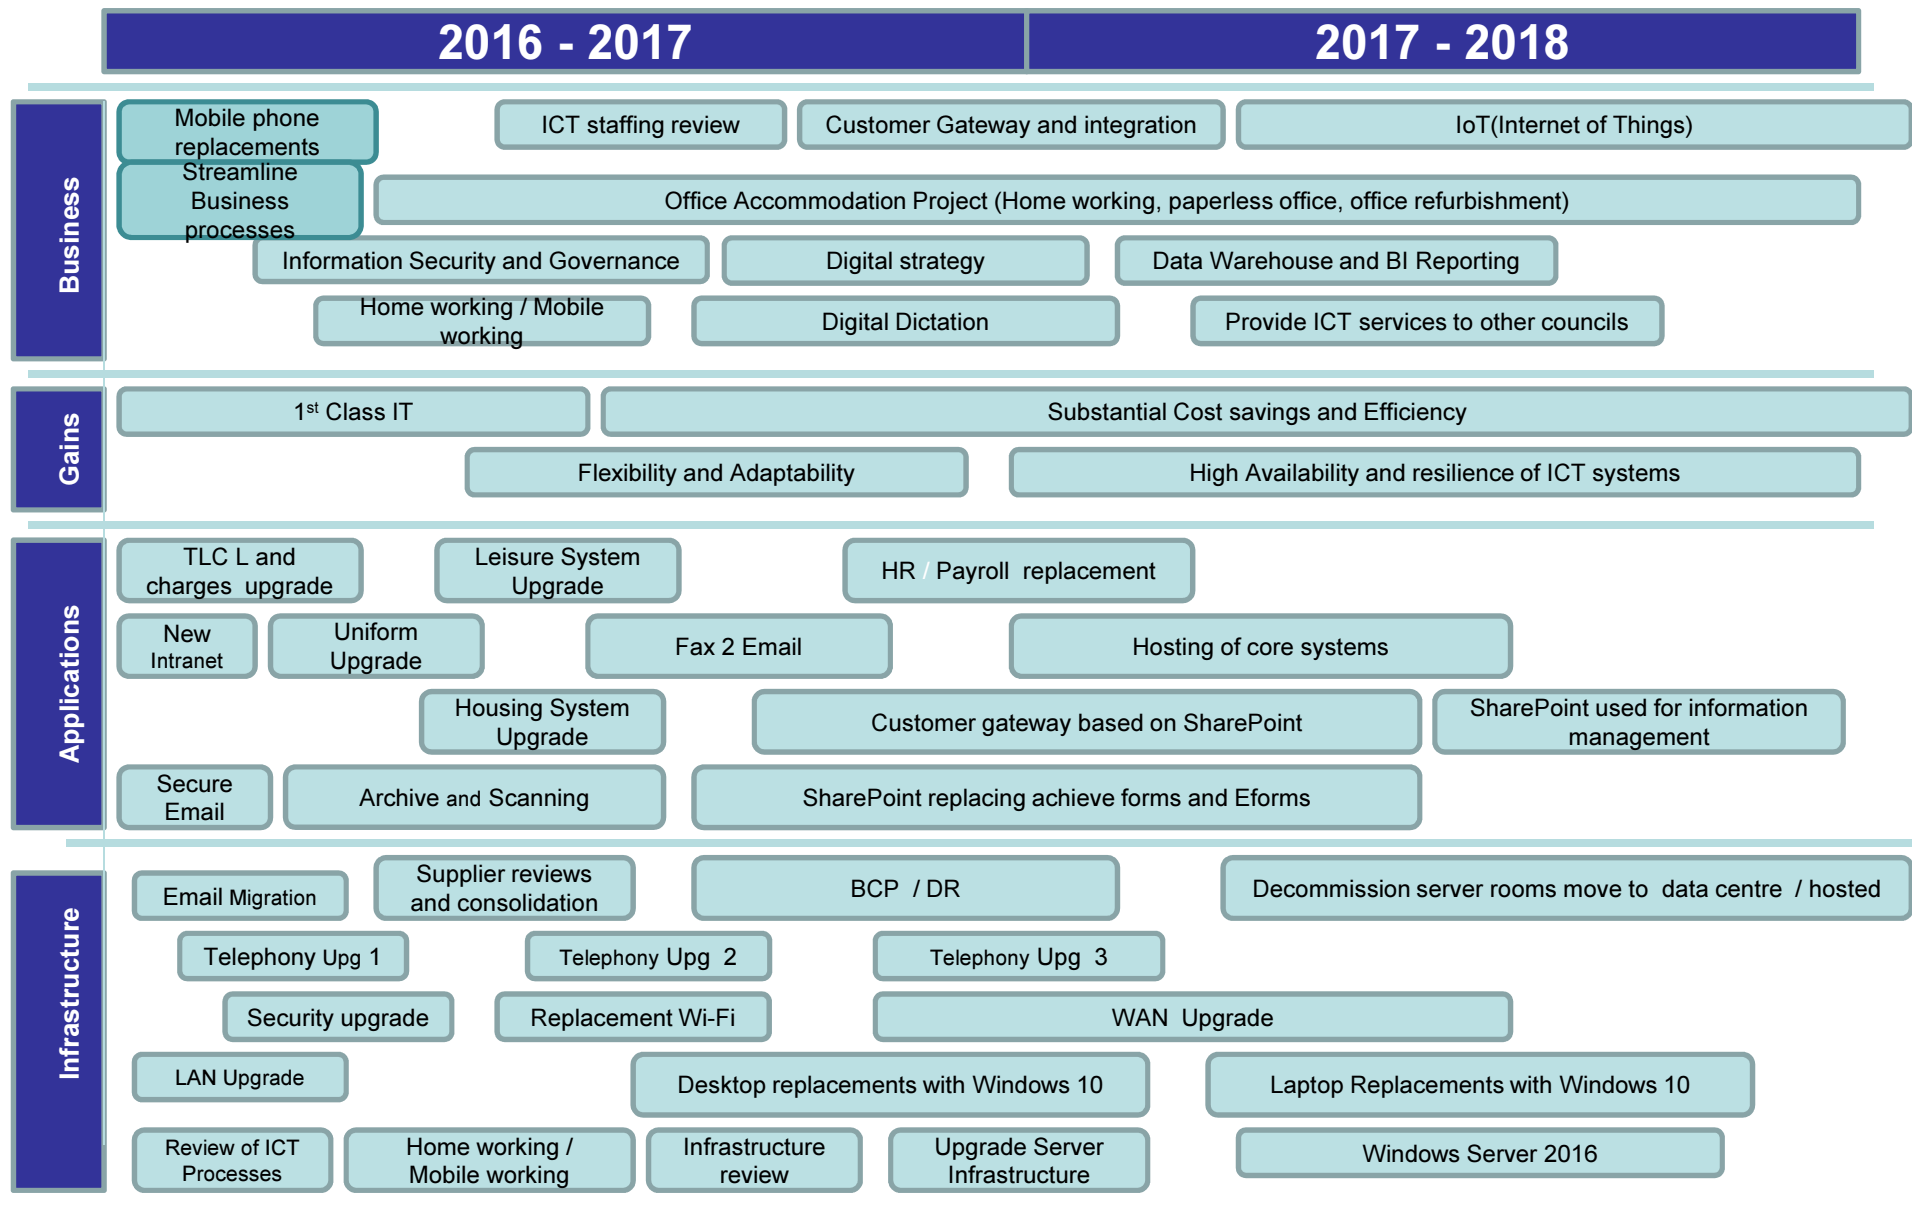 2016 - 2017
2017 - 2018
Business
Mobile phone
replacements
ICT staffing review
Customer Gateway and integration
IoT(Internet of Things)
Streamline
Business
processes
Office Accommodation Project (Home working, paperless office, office refurbishment)
Information Security and Governance
Digital strategy
Data Warehouse and BI Reporting
Home working / Mobile
working
Digital Dictation
Provide ICT services to other councils
Gains
1st Class IT
Substantial Cost savings and Efficiency
Flexibility and Adaptability
High Availability and resilience of ICT systems
Applications
TLC L and
charges upgrade
Leisure System
Upgrade
HR / Payroll replacement
New
Intranet
Uniform
Upgrade
Fax 2 Email
Hosting of core systems
Housing System
Upgrade
Customer gateway based on SharePoint
SharePoint used for information
management
Secure
Email
Archive and Scanning
SharePoint replacing achieve forms and Eforms
Infrastructure
Email Migration
Supplier reviews
and consolidation
BCP / DR
Decommission server rooms move to data centre / hosted
Telephony Upg 1
Telephony Upg 2
Telephony Upg 3
Security upgrade
Replacement Wi-Fi
WAN Upgrade
LAN Upgrade
Desktop replacements with Windows 10
Laptop Replacements with Windows 10
Review of ICT
Processes
Home working /
Mobile working
Infrastructure
review
Upgrade Server
Infrastructure
Windows Server 2016